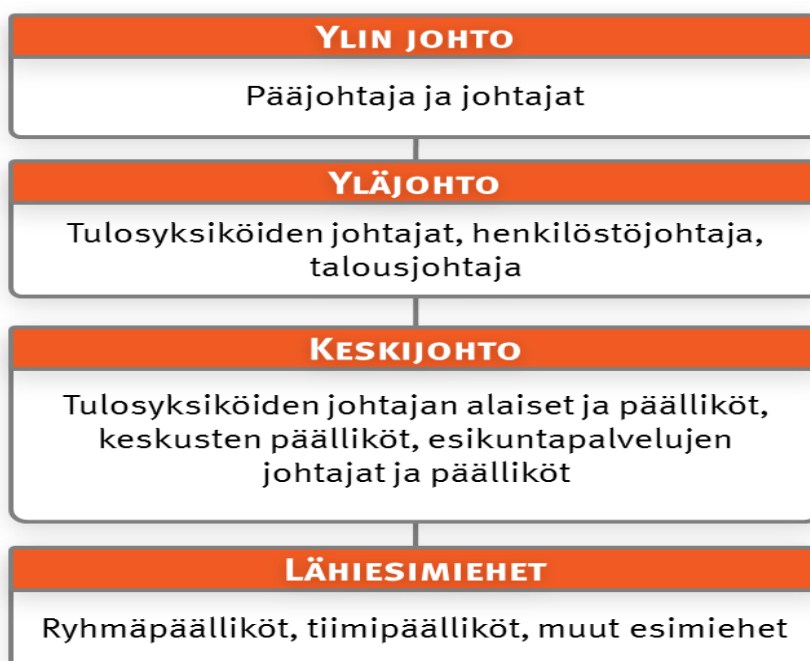 YLIN JOHTO
Pääjohtaja ja johtajat
YLÄJOHTO
Tulosyksiköiden johtajat, henkilöstöjohtaja,
talousjohtaja
KESKIJOHTO
Tulosyksiköiden johtajan alaiset ja päälliköt,
keskusten päälliköt, esikuntapalvelujen
johtajat ja päälliköt
LÄHIESIMIEHET
Ryhmäpäälliköt, tiimipäälliköt, muut esimiehet